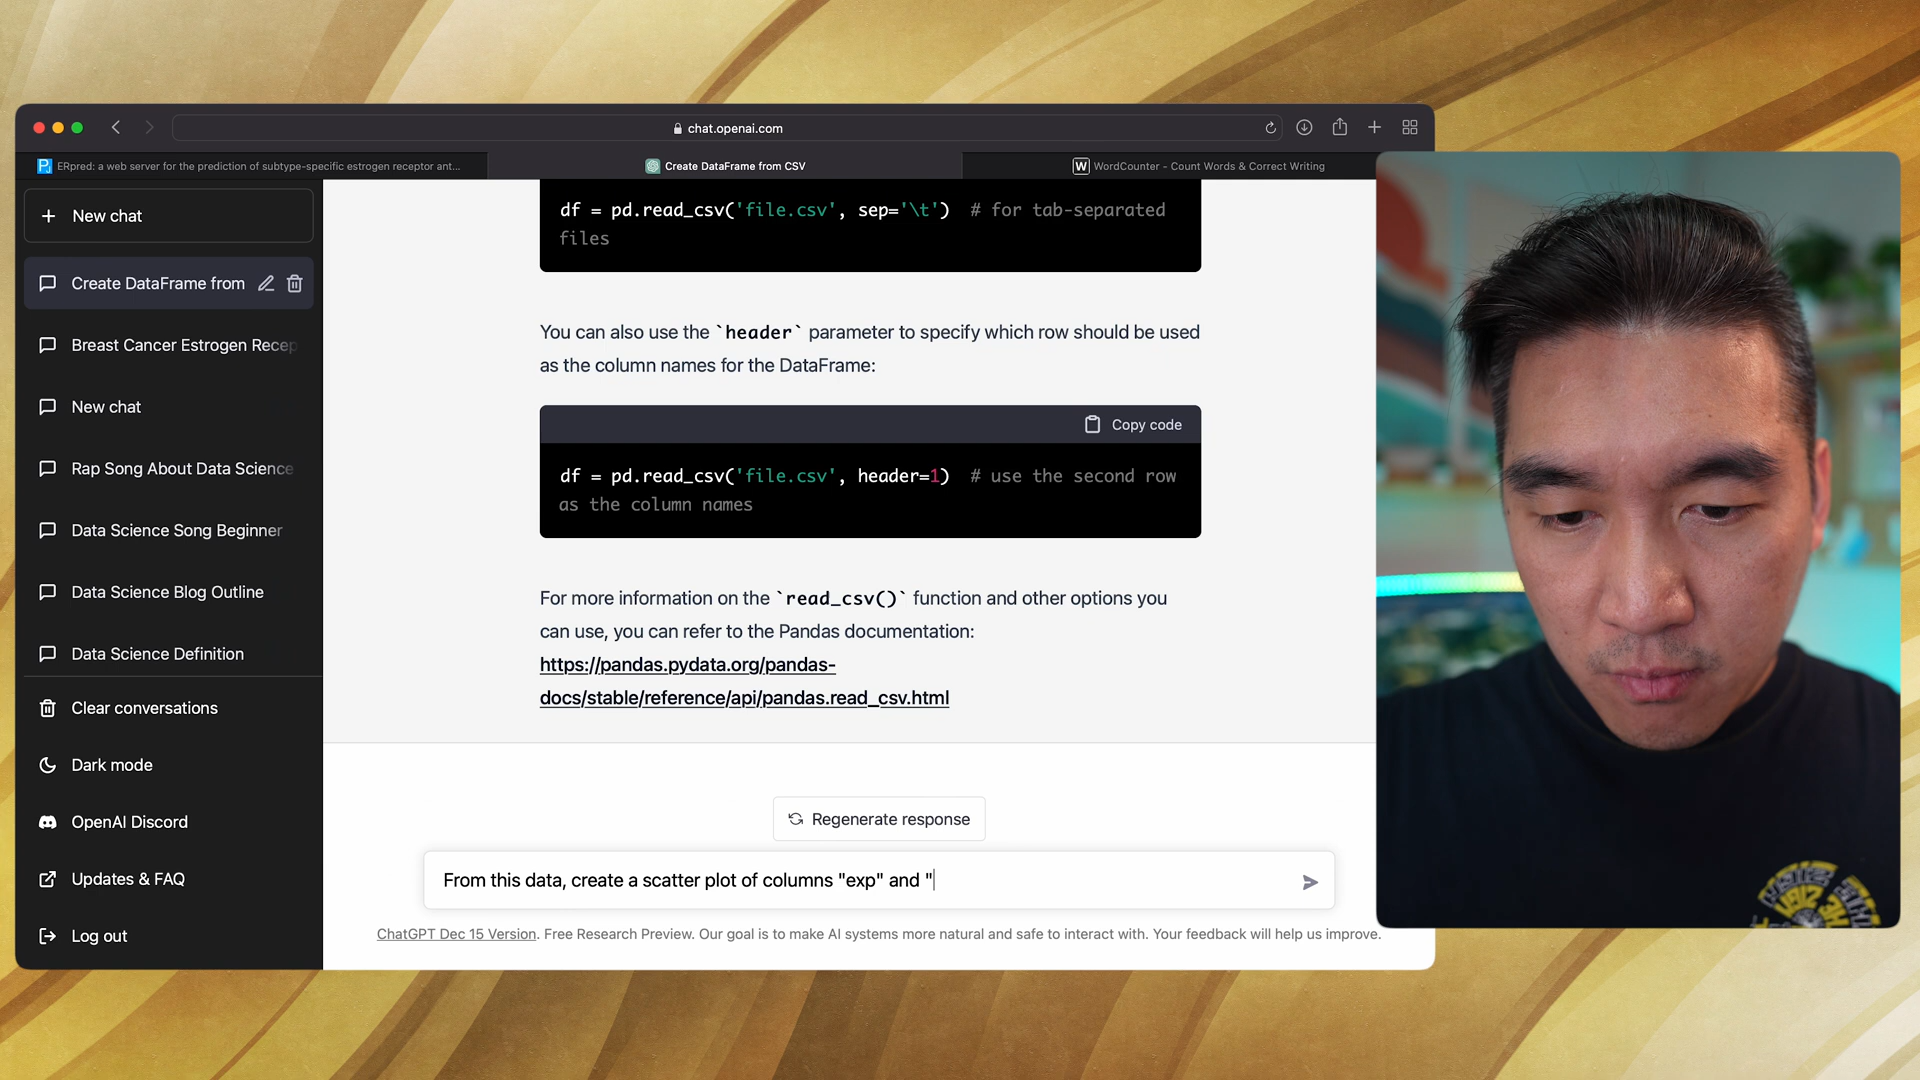 chat.openai.com
ERpred: a web server for the prediction of subtype-specific estrogen receptor ant...
Create DataFrame from CSV
W WordCounter - Count Words & Correct Writing
New chat
Create DataFrame from
Breast Cancer Estrogen Recep
New chat
Rap Song About Data Science
Data Science Song Beginner
Data Science Blog Outline
Data Science Definition
Clear conversations
Dark mode
OpenAI Discord
Updates & FAQ
Log out
df = pd.read_csv('file.csv', sep='\t')  # for tab-separated
files
You can also use the `header` parameter to specify which row should be used
as the column names for the DataFrame:
Copy code
df = pd.read_csv('file.csv', header=1)  # use the second row
as the column names
For more information on the `read_csv()` function and other options you
can use, you can refer to the Pandas documentation:
https://pandas.pydata.org/pandas-
docs/stable/reference/api/pandas.read_csv.html
Regenerate response
From this data, create a scatter plot of columns "exp" and "
ChatGPT Dec 15 Version. Free Research Preview. Our goal is to make AI systems more natural and safe to interact with. Your feedback will help us improve.